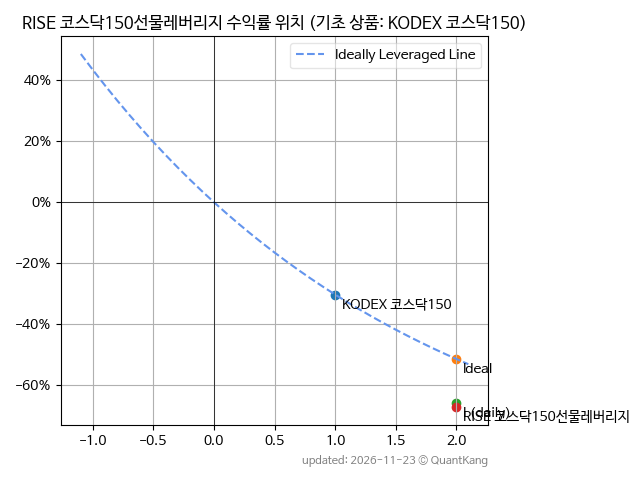 RISE 코스닥150선물레버리지 수익률 위치 (기초 상품: KODEX 코스닥150)
Ideally Leveraged Line
40%
20%
0%
−20%
−40%
−60%
KODEX 코스닥150
Ideal
L(daily)
RISE 코스닥150선물레버리지
−1.0 −0.5 0.0 0.5 1.0 1.5 2.0
updated: 2026-11-23 © QuantKang